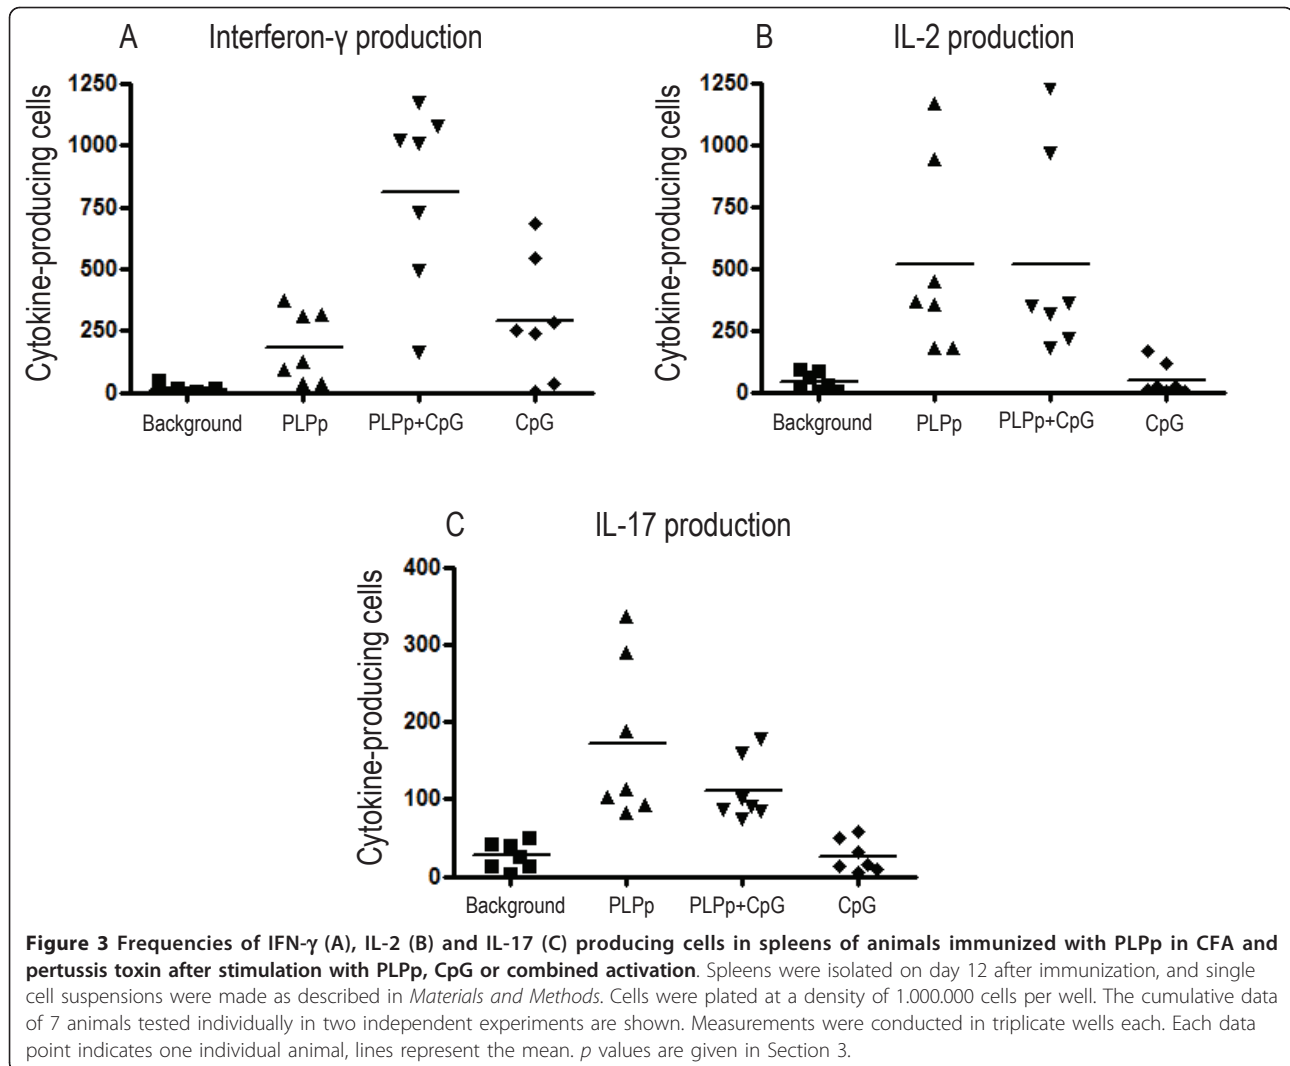 A Interferon-γ production
Cytokine-producing cells
1250
1000
750
500
250
0
Background PLPp PLPp+CpG CpG
B IL-2 production
Cytokine-producing cells
1250
1000
750
500
250
0
Background PLPp PLPp+CpG CpG
C IL-17 production
Cytokine-producing cells
400
300
200
100
0
Background PLPp PLPp+CpG CpG
Figure 3 Frequencies of IFN-γ (A), IL-2 (B) and IL-17 (C) producing cells in spleens of animals immunized with PLPp in CFA and
pertussis toxin after stimulation with PLPp, CpG or combined activation. Spleens were isolated on day 12 after immunization, and single
cell suspensions were made as described in Materials and Methods. Cells were plated at a density of 1.000.000 cells per well. The cumulative data
of 7 animals tested individually in two independent experiments are shown. Measurements were conducted in triplicate wells each. Each data
point indicates one individual animal, lines represent the mean. p values are given in Section 3.